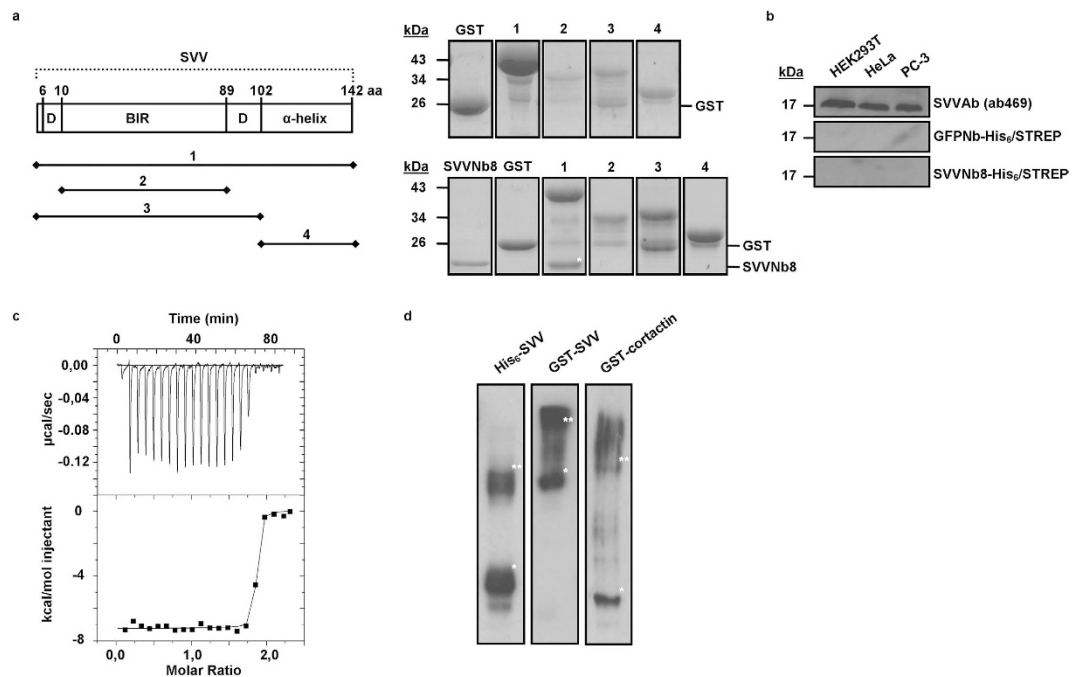 a
SVV
6 10 89 102 142 aa
D BIR D α-helix
1
2
3
4
kDa GST 1 2 3 4
43
34
26
GST
kDa SVVNb8 GST 1 2 3 4
43
34
26
*
GST
SVVNb8
b
kDa HEK293T HeLa PC-3
17 SVVAb (ab469)
17 GFPNb-His₆/STREP
17 SVVNb8-His₆/STREP
c
Time (min)
0 40 80
0,00
-0,04
-0,08
-0.12
µcal/sec
0
-4
-8
kcal/mol injectant
0,0 1,0 2,0
Molar Ratio
d
His₆-SVV GST-SVV GST-cortactin
** ** **
* * *